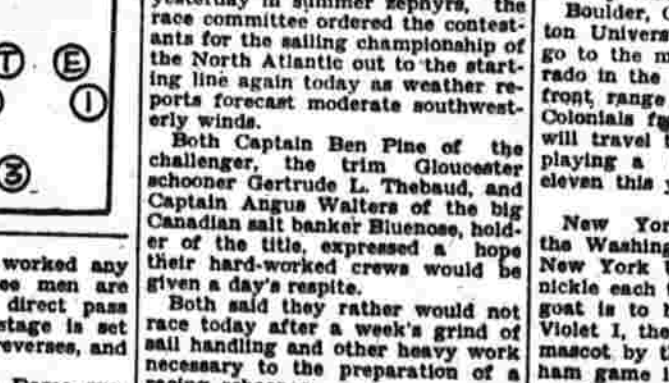 T E
I
3
worked any
men are
direct pass
stage is set
reverses, and
yesterday in summer zephyrs, the
race committee ordered the contest-
ants for the sailing championship of
the North Atlantic out to the start-
ing line again today as weather re-
ports forecast moderate southwest-
erly winds.
Both Captain Ben Pine of the
challenger, the trim Gloucester
schooner Gertrude L. Thebaud, and
Captain Angus Walters of the big
Canadian salt banker Bluenose, hold-
er of the title, expressed a hope
their hard-worked crews would be
given a day's respite.
Both said they rather would not
race today after a week's grind of
sail handling and other heavy work
necessary to the preparation of a
Boulder,
ton Univers
go to the m
rado in the
front, range
Colonials
will travel
playing a
eleven this
New Yor
the Washing
New York
nickle each
goat is to
Violet I, the
mascot by
ham game